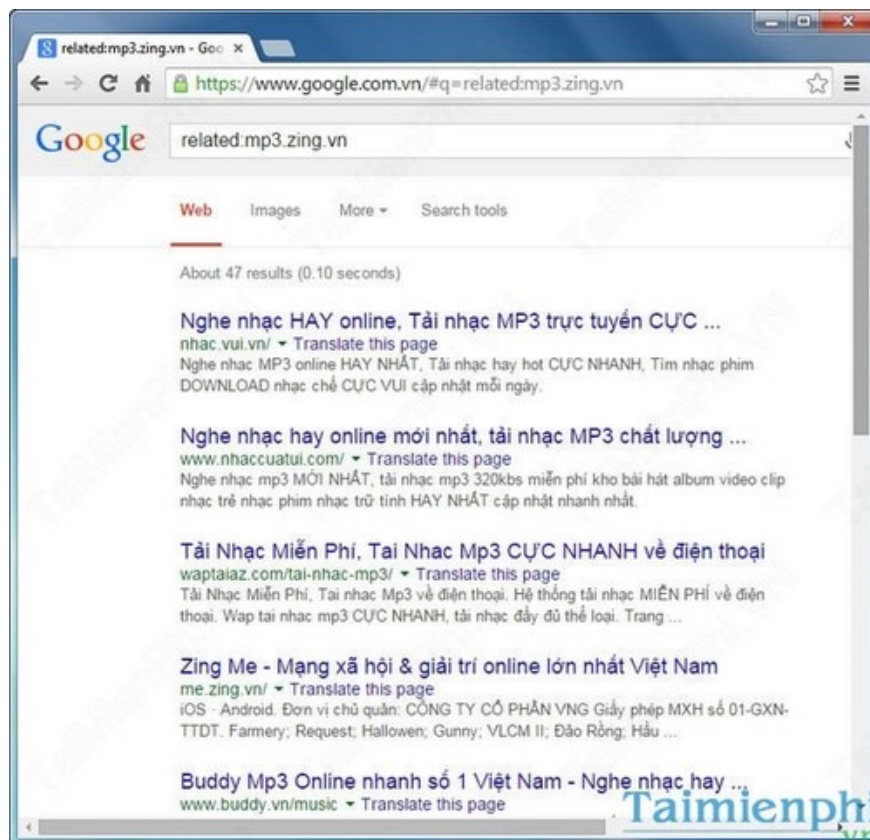 related:mp3.zing.vn - Goo
https://www.google.com.vn/#q=related:mp3.zing.vn
Google
related:mp3.zing.vn
Web Images More Search tools
About 47 results (0.10 seconds)
Nghe nhạc HAY online, Tải nhạc MP3 trực tuyến CỰC ...
nhac.vui.vn/ Translate this page
Nghe nhạc MP3 online HAY NHẤT, Tải nhạc hay hot CỰC NHANH, Tìm nhạc phim
DOWNLOAD nhạc chế CỰC VUI cập nhật mỗi ngày.
Nghe nhạc hay online mới nhất, tải nhạc MP3 chất lượng ...
www.nhaccuatui.com/ Translate this page
Nghe nhạc mp3 MỚI NHẤT, tải nhạc mp3 320kbs miễn phí kho bài hát album video clip
nhạc trẻ nhạc phim nhạc trữ tình HAY NHẤT cập nhật nhanh nhất.
Tải Nhạc Miễn Phí, Tai Nhac Mp3 CỰC NHANH về điện thoại
waptaiaz.com/tai-nhac-mp3/ Translate this page
Tải Nhạc Miễn Phí, Tai nhac Mp3 về điện thoại. Hệ thống tải nhạc MIỄN PHÍ về điện
thoại. Wap tai nhac mp3 CỰC NHANH, tải nhạc đầy đủ thể loại. Trang ...
Zing Me - Mạng xã hội & giải trí online lớn nhất Việt Nam
me.zing.vn/ Translate this page
iOS · Android. Đơn vị chủ quản: CÔNG TY CỔ PHẦN VNG Giấy phép MXH số 01-GXN-
TTDT. Farmery; Request; Hallowen; Gunny; VLCM II; Đảo Rồng; Hầu ...
Buddy Mp3 Online nhanh số 1 Việt Nam - Nghe nhạc hay ...
www.buddy.vn/music Translate this page
Taimienphi
.vn
TaiMienPhi.VN